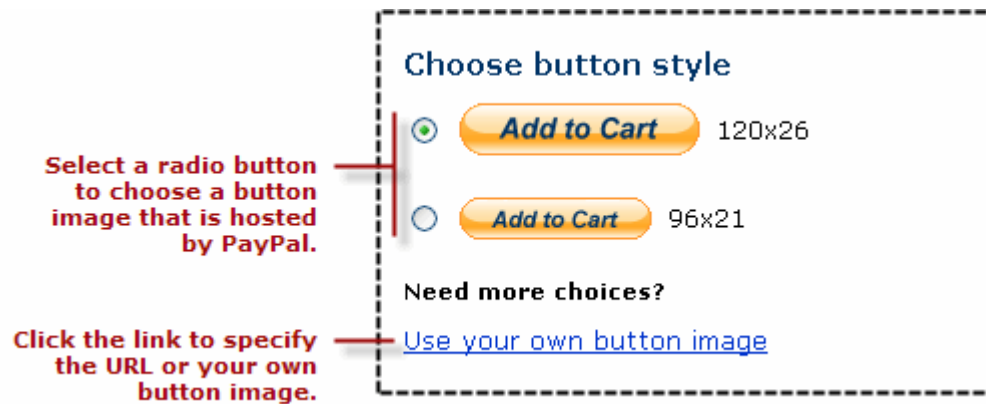 Choose button style
Add to Cart 120x26
Select a radio button
to choose a button
image that is hosted
by PayPal.
Add to Cart 96x21
Need more choices?
Use your own button image
Click the link to specify
the URL or your own
button image.